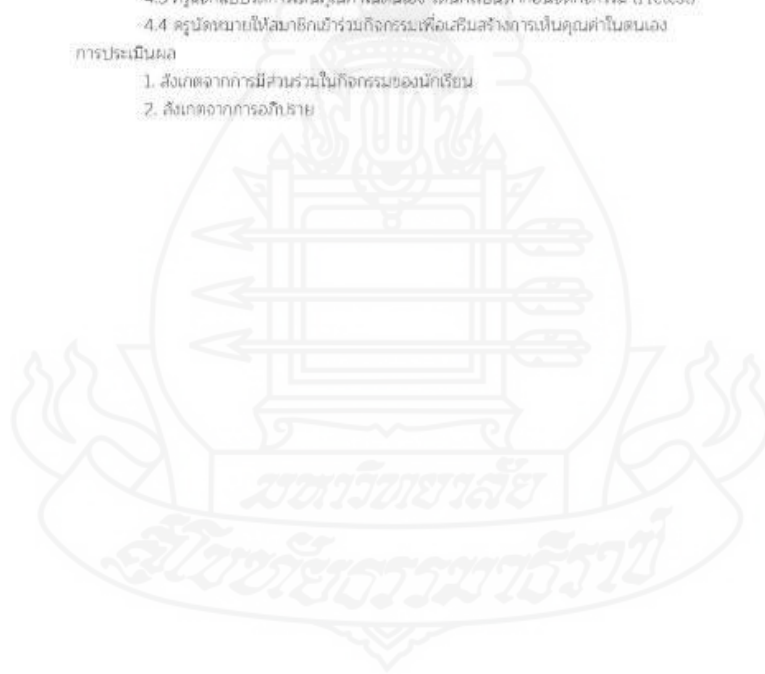 4.4 ครูนัดหมายให้สมาชิกเข้าร่วมกิจกรรมเพื่อเสริมสร้างการเห็นคุณค่าในตนเอง
การประเมินผล
1. สังเกตจากการมีส่วนร่วมในกิจกรรมของนักเรียน
2. สังเกตจากการอภิปราย
มหาวิทยาลัย
สุโขทัยธรรมาธิราช